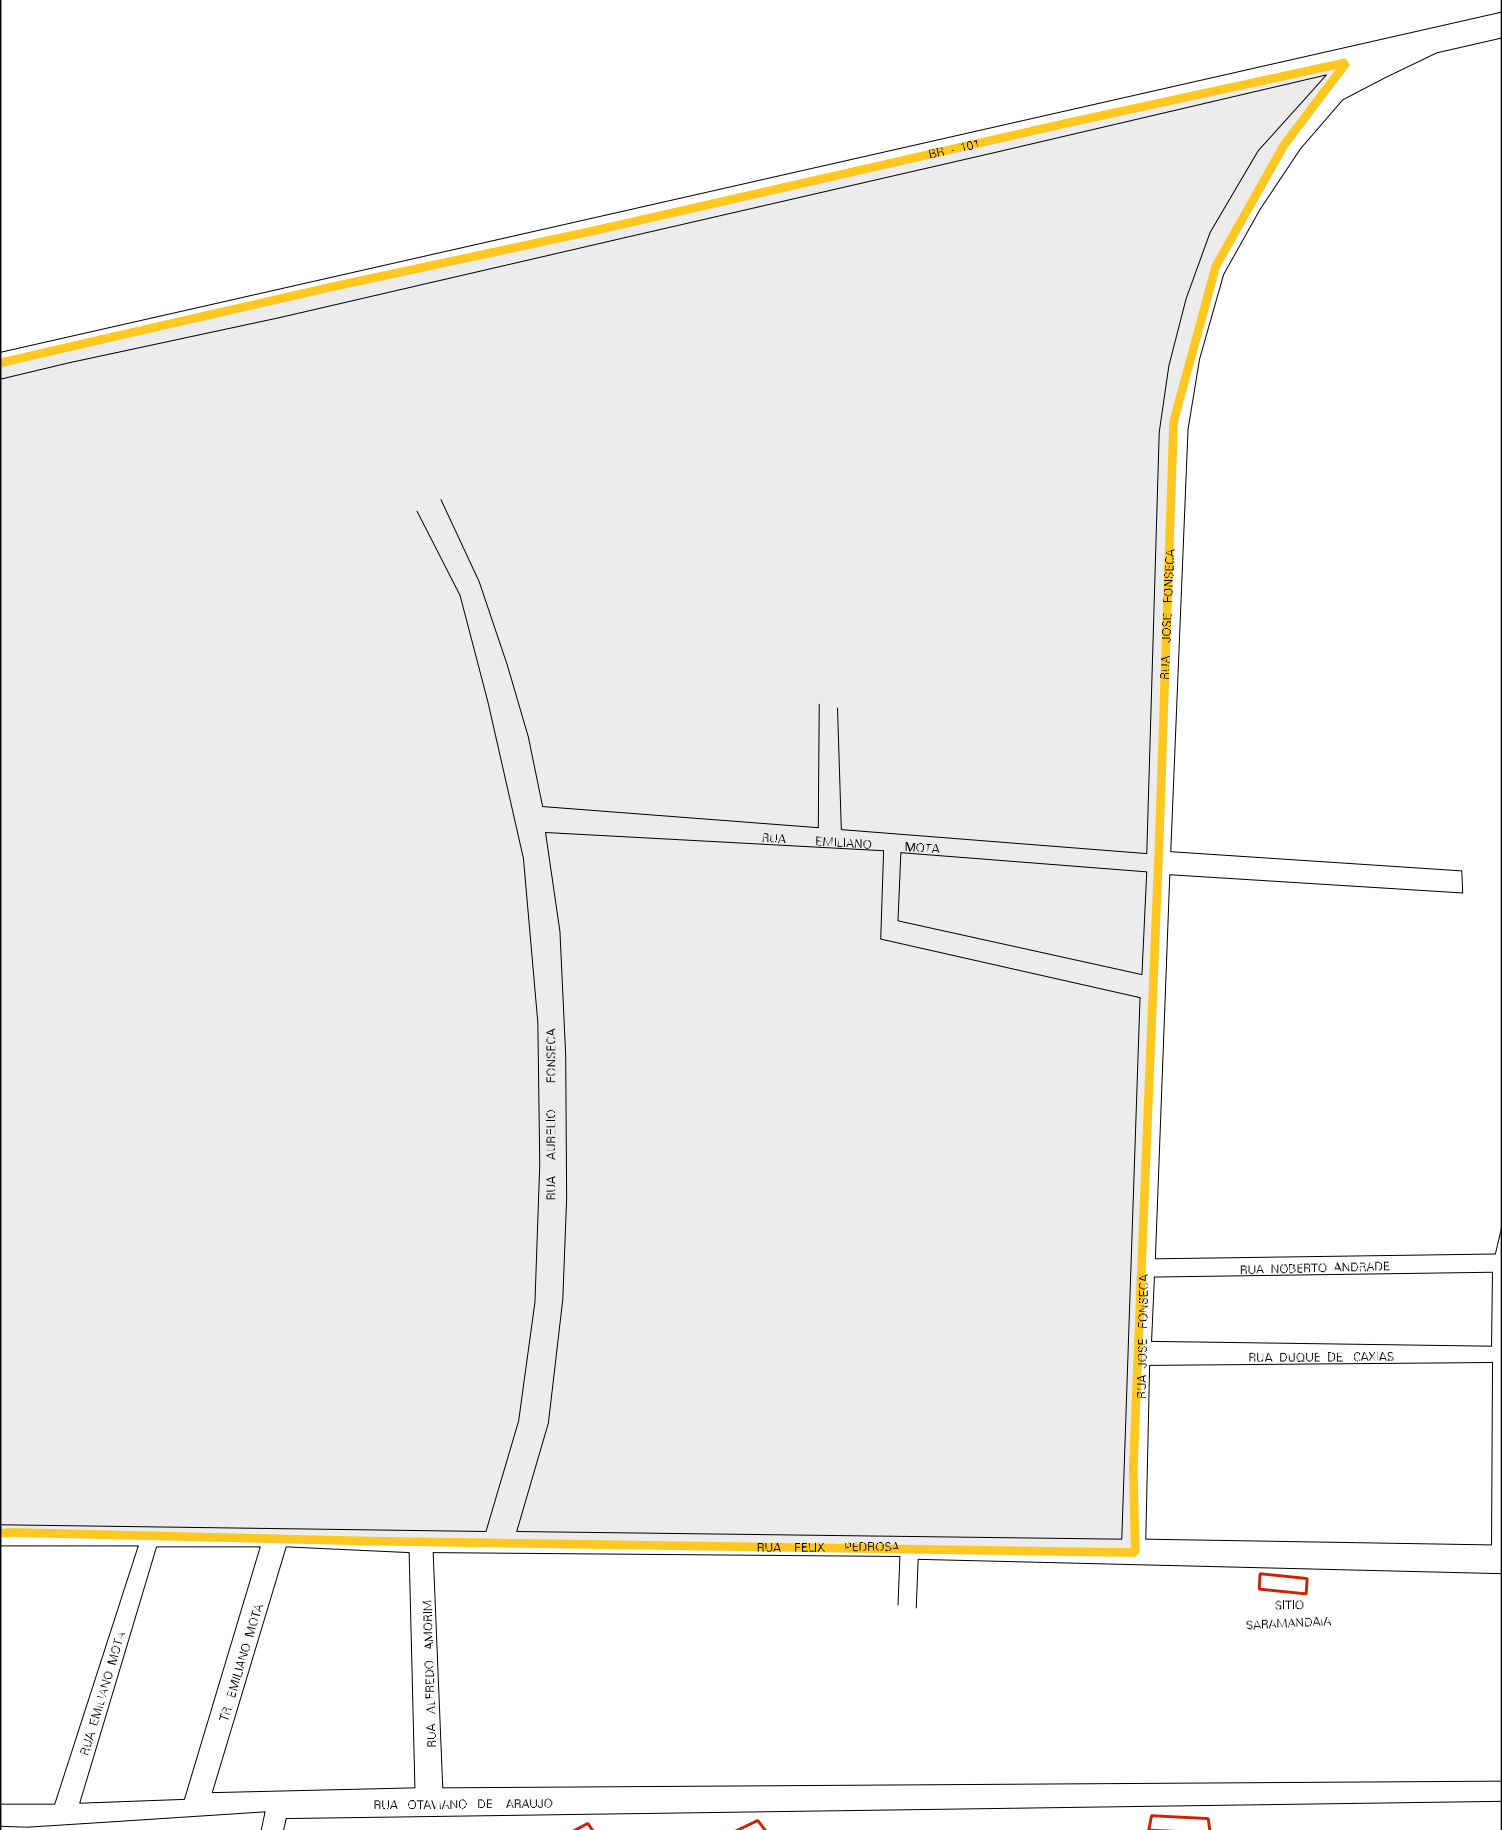 BR - 101
RUA JOSE FONSECA
RUA EMILIANO MOTA
RUA AURELIO FONSECA
RUA NOBERTO ANDRADE
RUA JOSE FONSECA
RUA DUQUE DE CAXIAS
RUA FELIX PEDROSA
SITIO
SARAMANDAIA
RUA EMILIANO MOTA
TR. EMILIANO MOTA
RUA ALFREDO AMORIM
RUA OTAVIANO DE ARAUJO